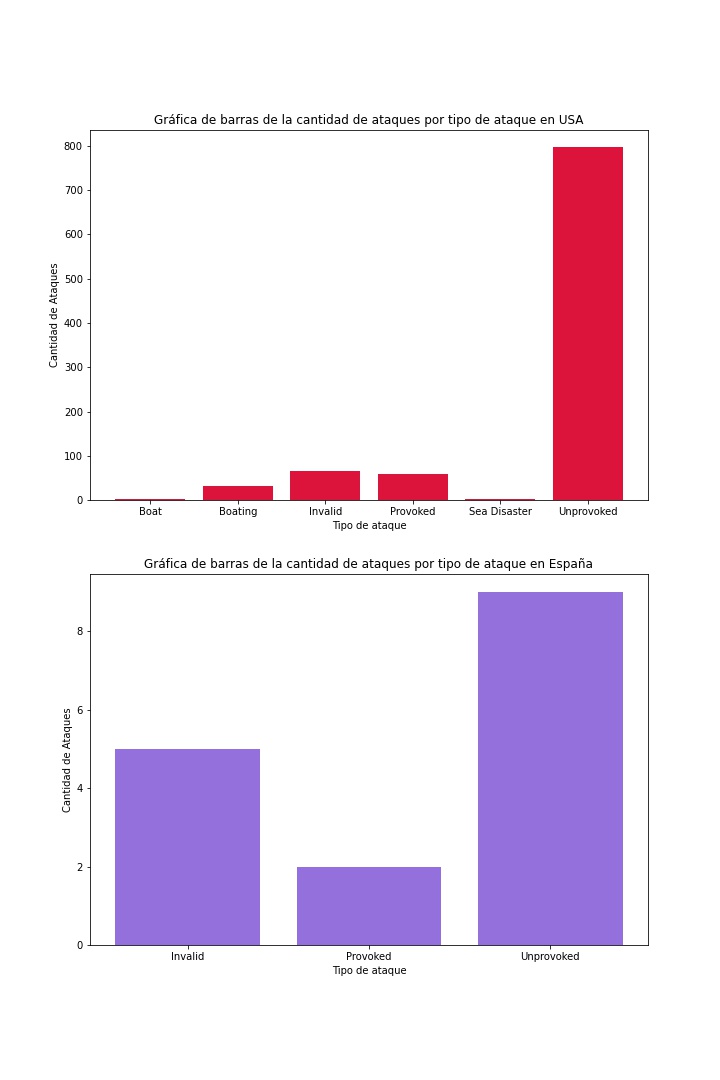 Gráfica de barras de la cantidad de ataques por tipo de ataque en USA
800
700
600
500
400
300
200
100
0
Cantidad de Ataques
Boat Boating Invalid Provoked Sea Disaster Unprovoked
Tipo de ataque
Gráfica de barras de la cantidad de ataques por tipo de ataque en España
8
6
4
2
0
Cantidad de Ataques
Invalid Provoked Unprovoked
Tipo de ataque